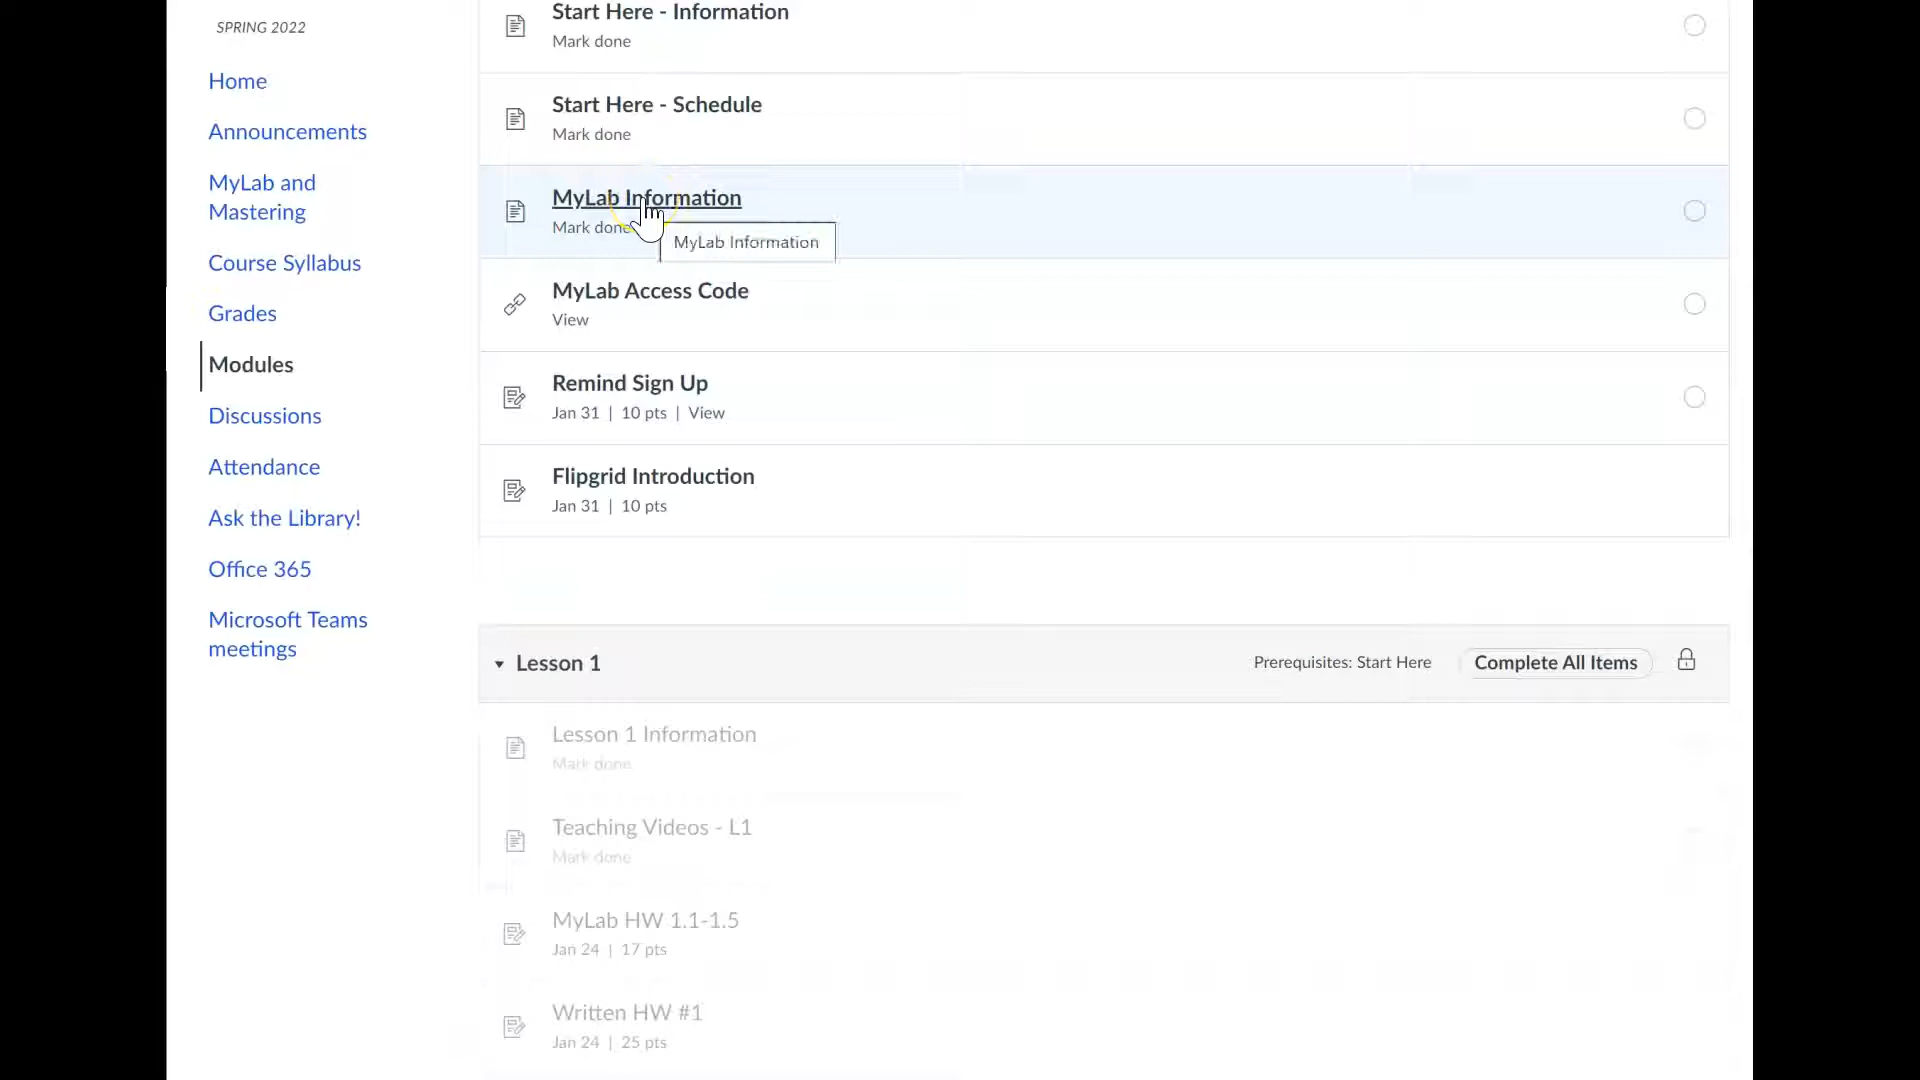 SPRING 2022
Home
Announcements
MyLab and
Mastering
Course Syllabus
Grades
Modules
Discussions
Attendance
Ask the Library!
Office 365
Microsoft Teams
meetings
Start Here - Information
Mark done
Start Here - Schedule
Mark done
MyLab Information
Mark done
MyLab Information
MyLab Access Code
View
Remind Sign Up
Jan 31 | 10 pts | View
Flipgrid Introduction
Jan 31 | 10 pts
Lesson 1
Prerequisites: Start Here
Complete All Items
Lesson 1 Information
Mark done
Teaching Videos - L1
Mark done
MyLab HW 1.1-1.5
Jan 24 | 17 pts
Written HW #1
Jan 24 | 25 pts